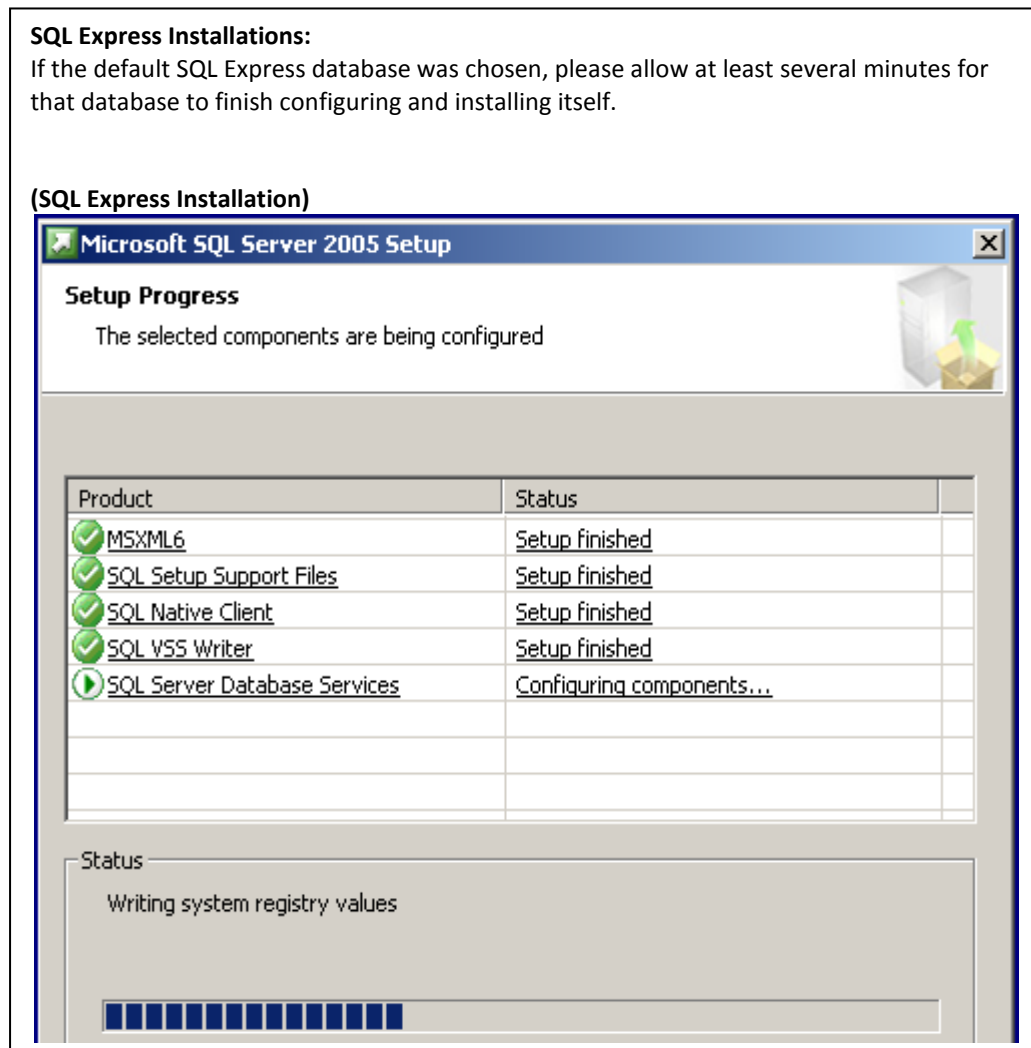 SQL Express Installations:
If the default SQL Express database was chosen, please allow at least several minutes for
that database to finish configuring and installing itself.
(SQL Express Installation)
Microsoft SQL Server 2005 Setup
Setup Progress
The selected components are being configured
Product Status
MSXML6 Setup finished
SQL Setup Support Files Setup finished
SQL Native Client Setup finished
SQL VSS Writer Setup finished
SQL Server Database Services Configuring components...
Status
Writing system registry values